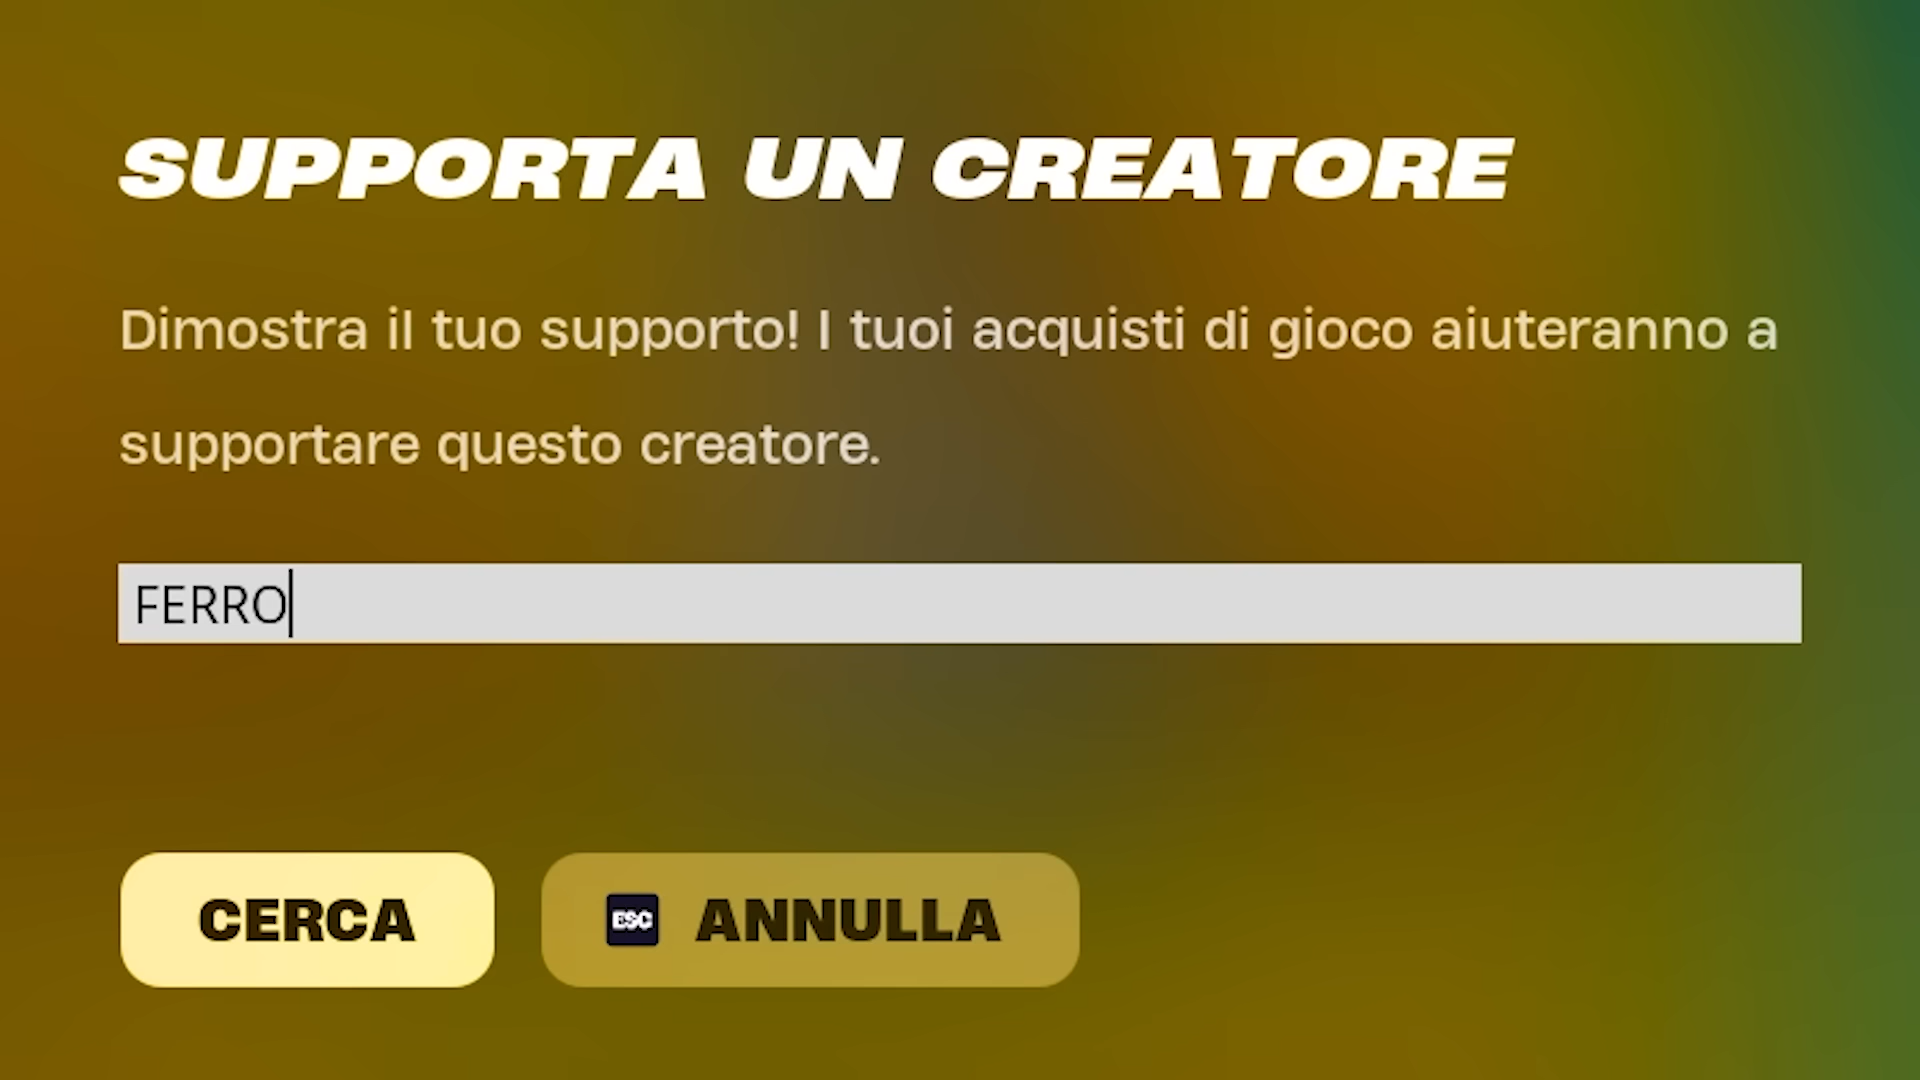 SUPPORTA UN CREATORE
Dimostra il tuo supporto! I tuoi acquisti di gioco aiuteranno a
supportare questo creatore.
FERRO
CERCA
ESC ANNULLA